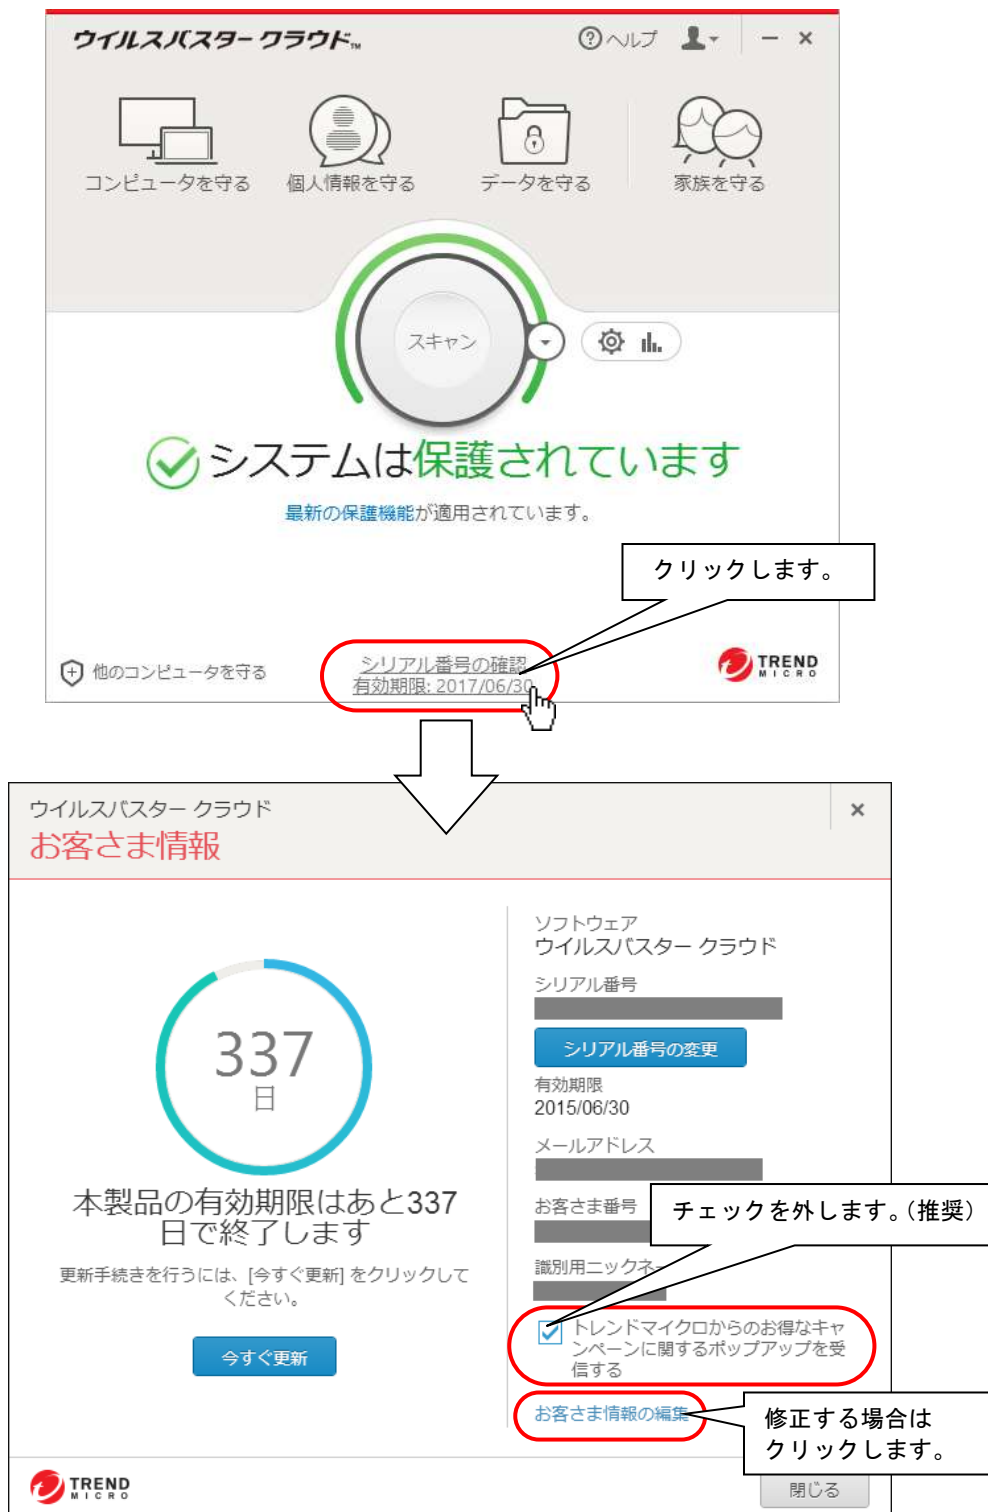 ウイルスバスター クラウド™
ヘルプ
コンピュータを守る
個人情報を守る
データを守る
家族を守る
スキャン
システムは保護されています
最新の保護機能が適用されています。
クリックします。
他のコンピュータを守る
シリアル番号の確認
有効期限: 2017/06/30
TREND
MICRO
ウイルスバスター クラウド
お客さま情報
337
日
本製品の有効期限はあと337
日で終了します
更新手続きを行うには、[今すぐ更新] をクリックして
ください。
今すぐ更新
ソフトウェア
ウイルスバスター クラウド
シリアル番号
シリアル番号の変更
有効期限
2015/06/30
メールアドレス
お客さま番号
チェックを外します。(推奨)
識別用ニックネー
トレンドマイクロからのお得なキャ
ンペーンに関するポップアップを受
信する
お客さま情報の編集
修正する場合は
クリックします。
TREND
MICRO
閉じる